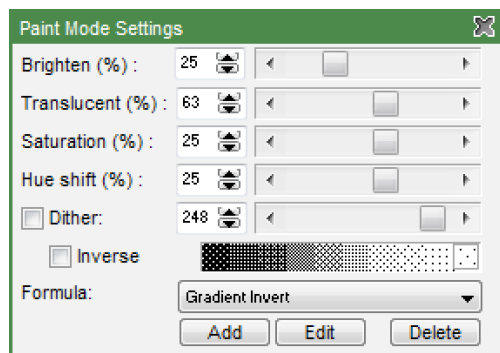 Paint Mode Settings
Brighten (%) : 25
Translucent (%) : 63
Saturation (%) : 25
Hue shift (%) : 25
Dither: 248
Inverse
Formula: Gradient Invert
Add Edit Delete